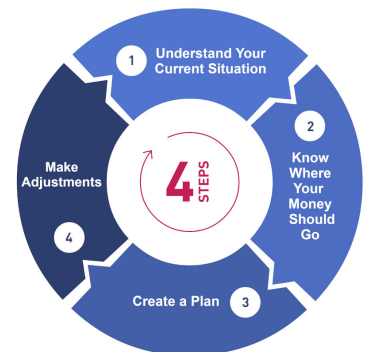 1
Understand Your
Current Situation
2
Know
Where
Your
Money
Should
Go
3
Create a Plan
4
Make
Adjustments
4
STEPS